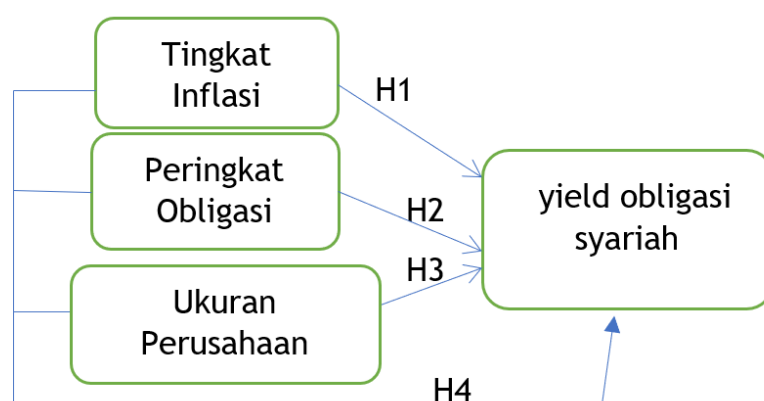 Tingkat
Inflasi
H1
Peringkat
Obligasi
H2
yield obligasi
syariah
H3
Ukuran
Perusahaan
H4